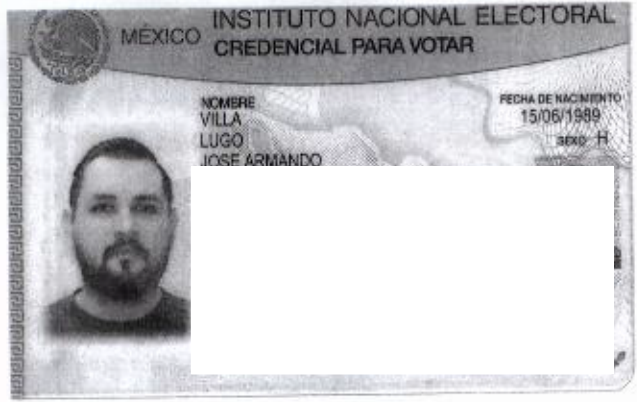 MÉXICO
INSTITUTO NACIONAL ELECTORAL
CREDENCIAL PARA VOTAR
NOMBRE
VILLA
LUGO
JOSE ARMANDO
FECHA DE NACIMIENTO
15/06/1989
SEXO H